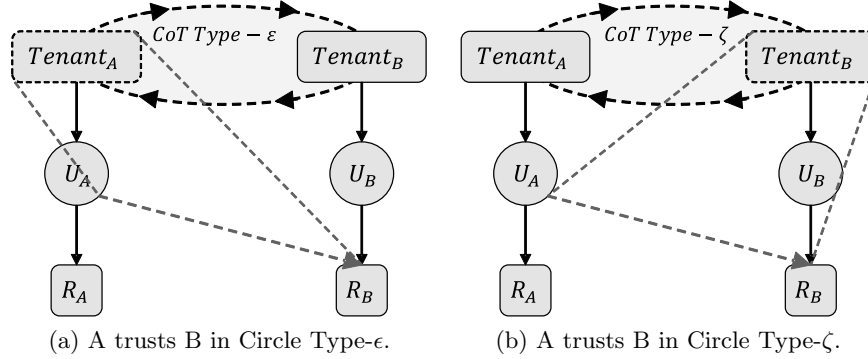 CoT Type − ε
Tenant_A
Tenant_B
U_A
U_B
R_A
R_B
(a) A trusts B in Circle Type-ϵ.
CoT Type − ζ
Tenant_A
Tenant_B
U_A
U_B
R_A
R_B
(b) A trusts B in Circle Type-ζ.